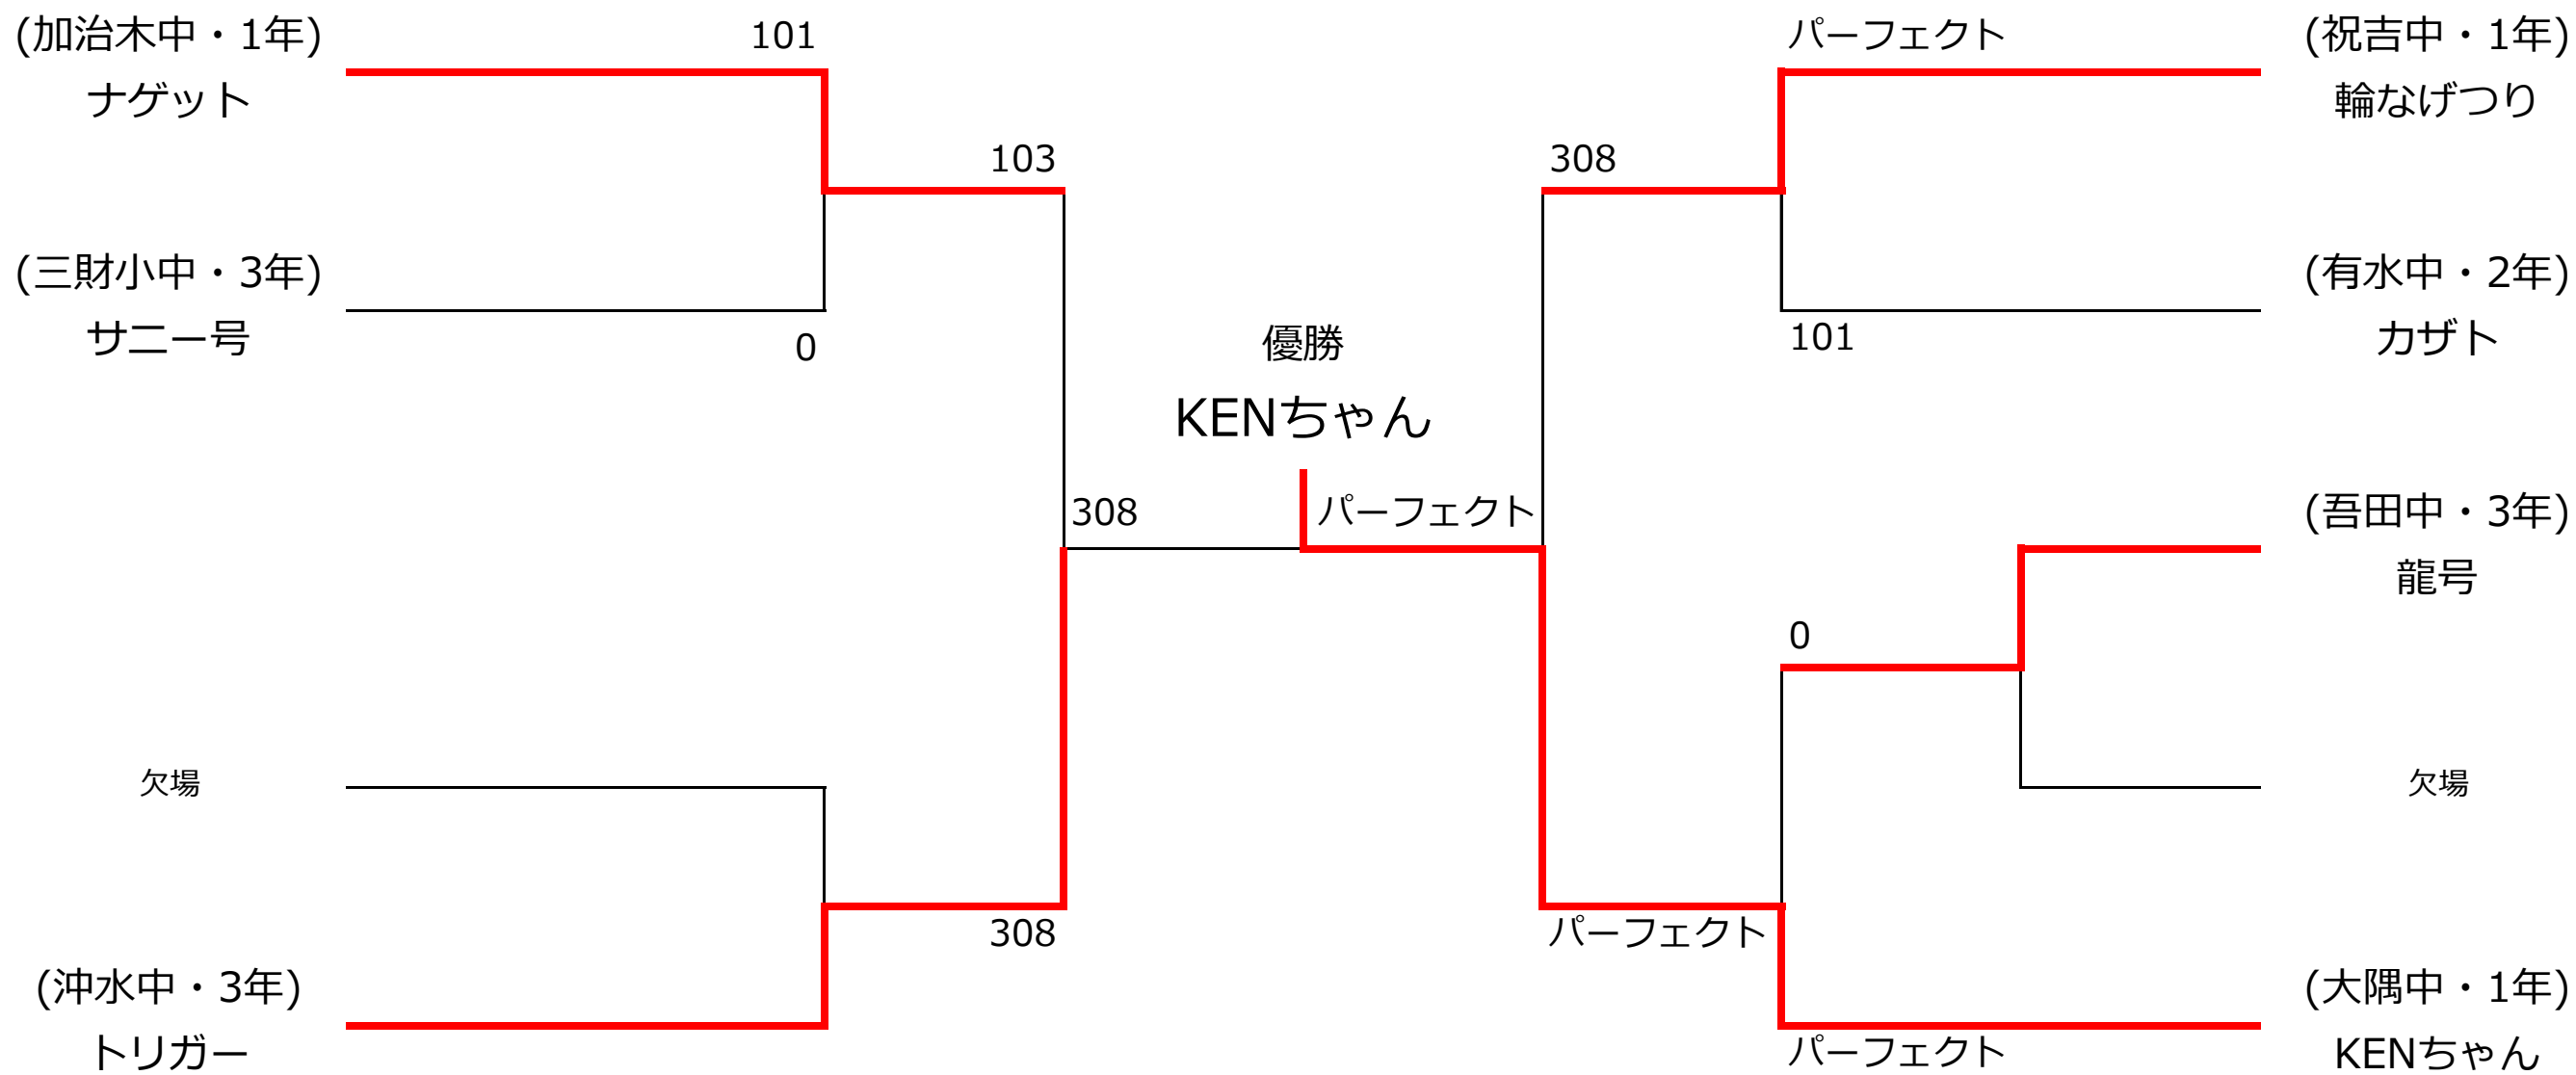 (加治木中・1年)
ナゲット
101
パーフェクト
(祝吉中・1年)
輪なげつり
103
308
(三財小中・3年)
サニー号
0
優勝
KENちゃん
101
(有水中・2年)
カザト
308
パーフェクト
(吾田中・3年)
龍号
0
欠場
欠場
308
パーフェクト
(沖水中・3年)
トリガー
パーフェクト
(大隅中・1年)
KENちゃん